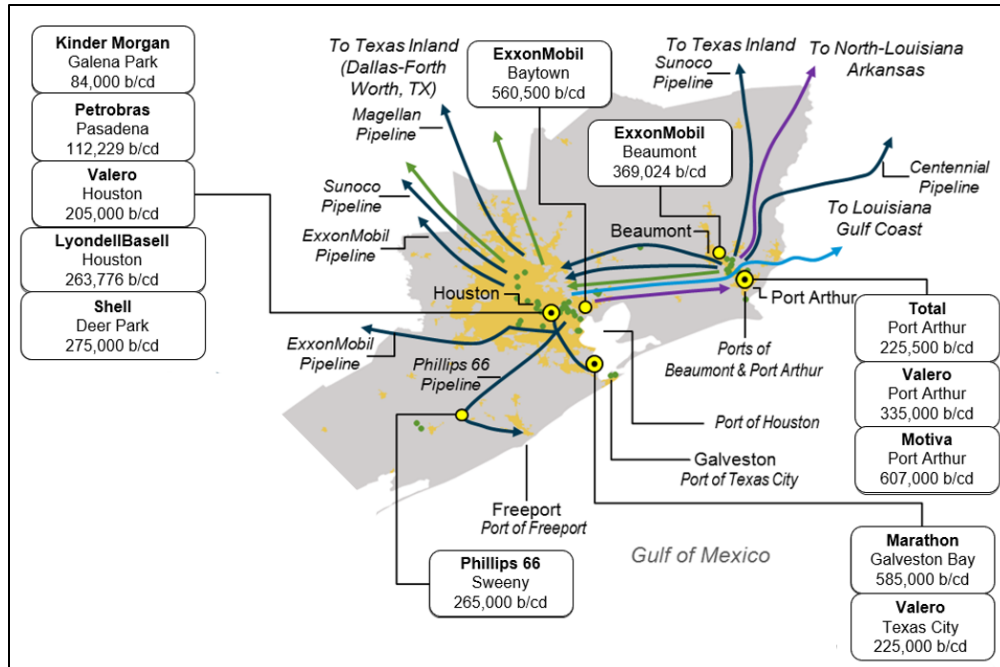 Kinder Morgan
Galena Park
84,000 b/cd
Petrobras
Pasadena
112,229 b/cd
Valero
Houston
205,000 b/cd
LyondellBasell
Houston
263,776 b/cd
Shell
Deer Park
275,000 b/cd
To Texas Inland
(Dallas-Forth
Worth, TX)
Magellan
Pipeline
Sunoco
Pipeline
ExxonMobil
Pipeline
ExxonMobil
Baytown
560,500 b/cd
To Texas Inland
Sunoco
Pipeline
To North-Louisiana
Arkansas
ExxonMobil
Beaumont
369,024 b/cd
Centennial
Pipeline
To Louisiana
Gulf Coast
Beaumont
Houston
Port Arthur
ExxonMobil
Pipeline
Phillips 66
Pipeline
Ports of
Beaumont & Port Arthur
Total
Port Arthur
225,500 b/cd
Valero
Port Arthur
335,000 b/cd
Motiva
Port Arthur
607,000 b/cd
Port of Houston
Galveston
Port of Texas City
Freeport
Port of Freeport
Gulf of Mexico
Phillips 66
Sweeny
265,000 b/cd
Marathon
Galveston Bay
585,000 b/cd
Valero
Texas City
225,000 b/cd